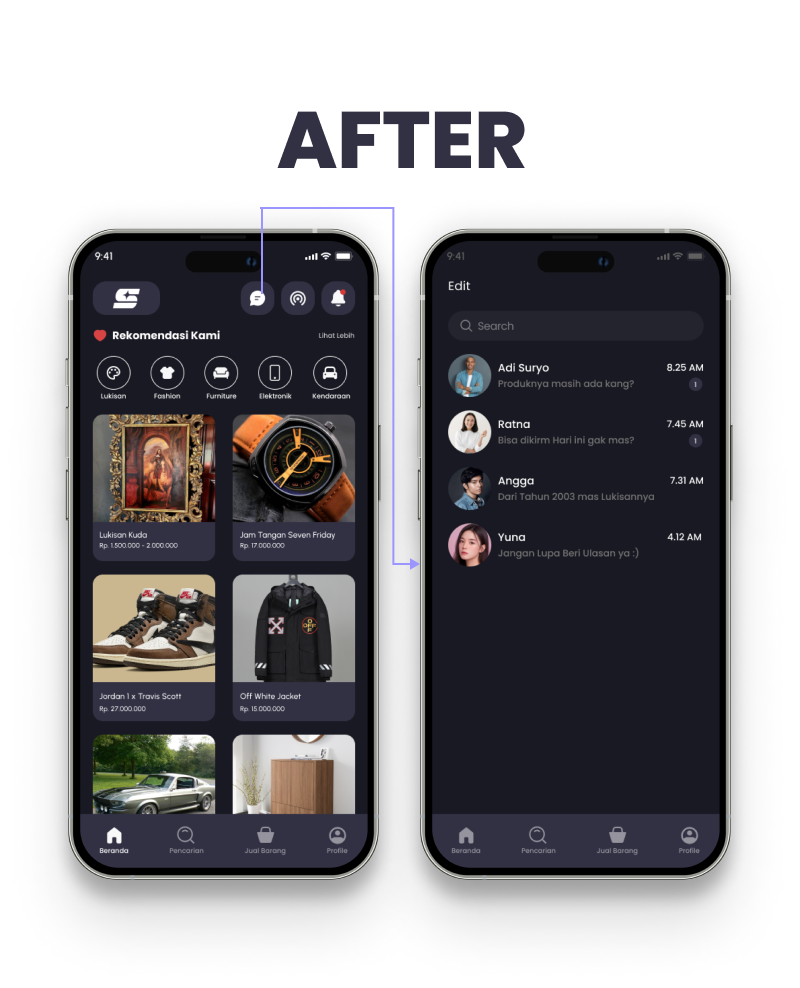 AFTER
9:41
Rekomendasi Kami
Lihat Lebih
Lukisan
Fashion
Furniture
Elektronik
Kendaraan
Lukisan Kuda
Rp. 1.500.000 - 2.000.000
Jam Tangan Seven Friday
Rp. 17.000.000
Jordan 1 x Travis Scott
Rp. 27.000.000
OFF
Off White Jacket
Rp. 15.000.000
Beranda
Pencarian
Jual Barang
Profile
9:41
Edit
Search
Adi Suryo
8.25 AM
Produknya masih ada kang?
1
Ratna
7.45 AM
Bisa dikirm Hari ini gak mas?
1
Angga
7.31 AM
Dari Tahun 2003 mas Lukisannya
Yuna
4.12 AM
Jangan Lupa Beri Ulasan ya :)
Beranda
Pencarian
Jual Barang
Profile